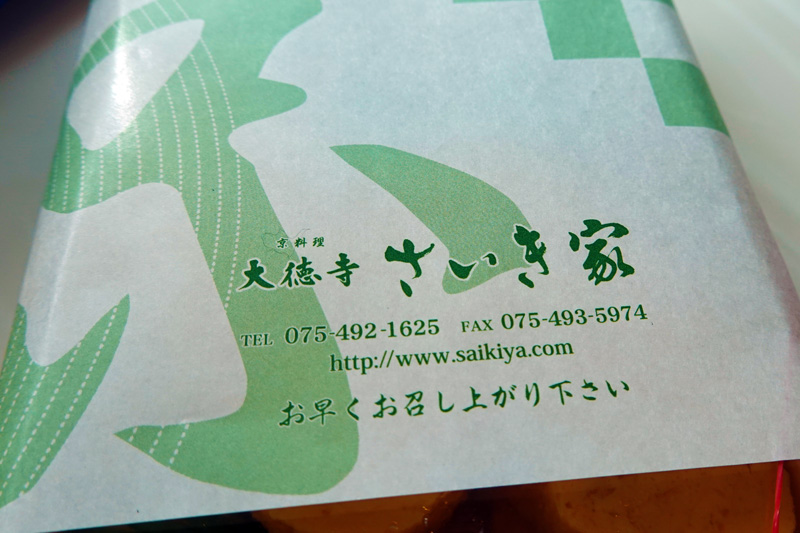 京料理
大徳寺 さいき家
TEL 075-492-1625 FAX 075-493-5974
http://www.saikiya.com
お早くお召し上がり下さい